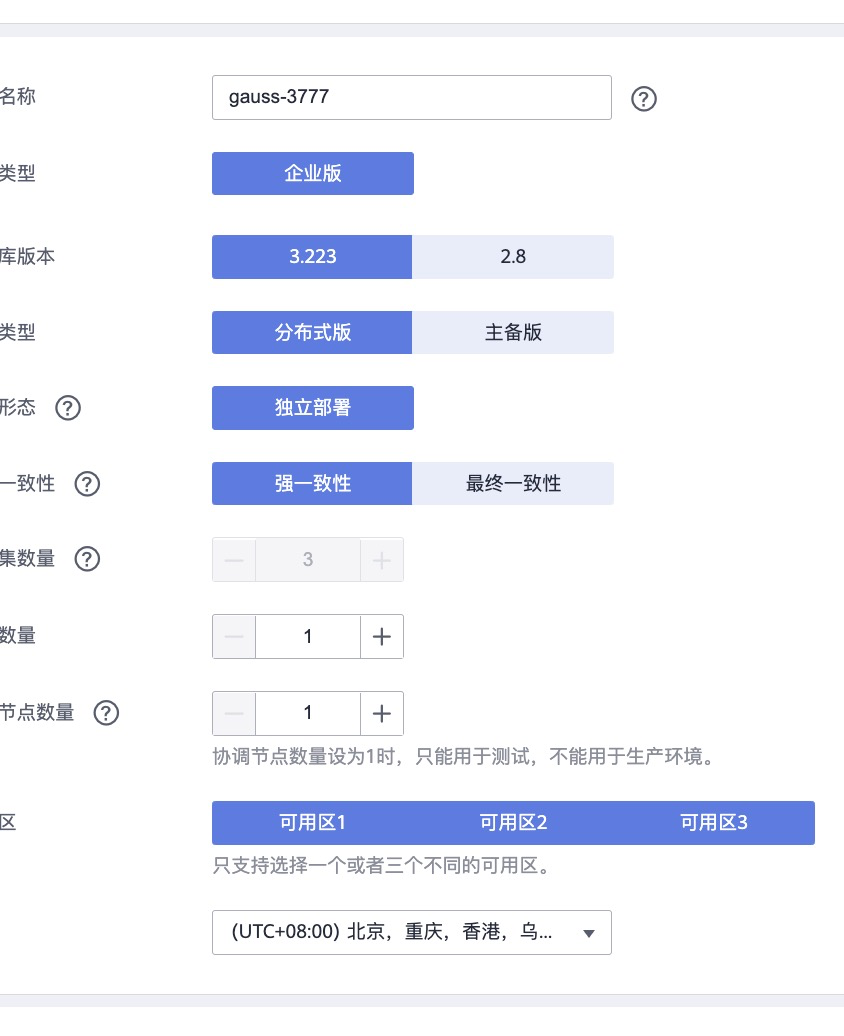 名称 gauss-3777 ?
类型 企业版
库版本 3.223 2.8
类型 分布式版 主备版
形态 ? 独立部署
一致性 ? 强一致性 最终一致性
集数量 ? 3
数量 1
节点数量 ? 1
协调节点数量设为1时，只能用于测试，不能用于生产环境。
区 可用区1 可用区2 可用区3
只支持选择一个或者三个不同的可用区。
(UTC+08:00) 北京，重庆，香港，乌...